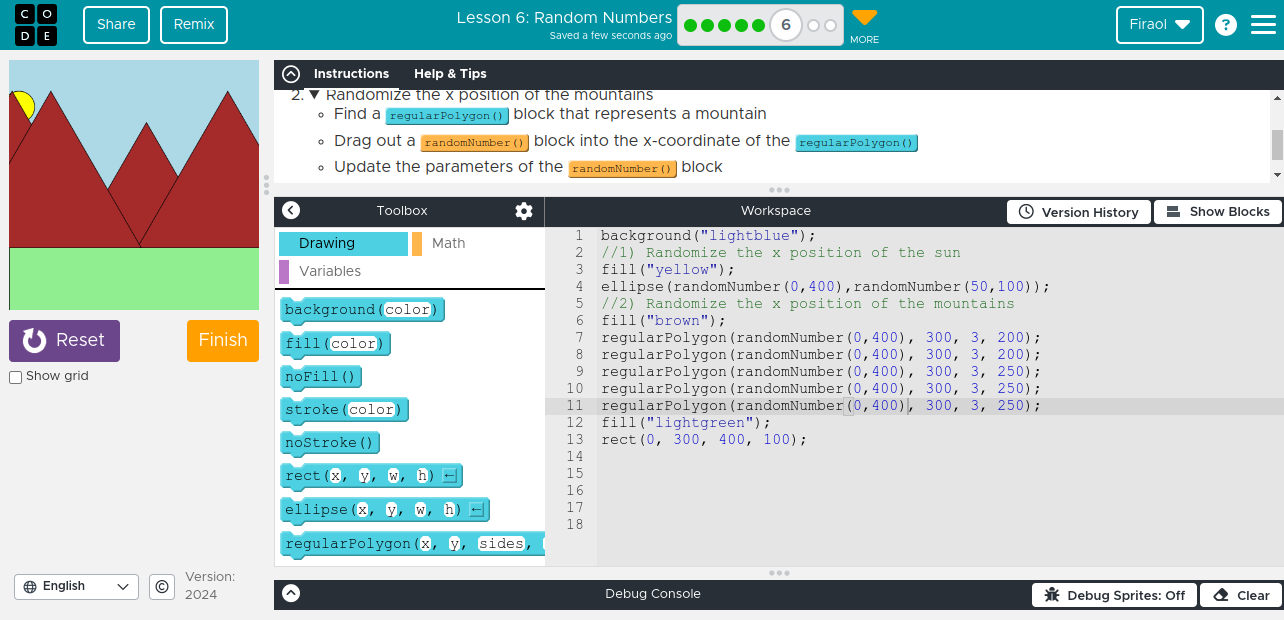 C O
D E
Share
Remix
Lesson 6: Random Numbers
Saved a few seconds ago
6
MORE
Firaol
?
Instructions
Help & Tips
2. ▼ Randomize the x position of the mountains
Find a regularPolygon() block that represents a mountain
Drag out a randomNumber() block into the x-coordinate of the regularPolygon()
Update the parameters of the randomNumber() block
Toolbox
Workspace
Version History
Show Blocks
Drawing
Math
Variables
background(color)
fill(color)
noFill()
stroke(color)
noStroke()
rect(x, y, w, h) ←
ellipse(x, y, w, h) ←
regularPolygon(x, y, sides,
1 background("lightblue");
2 //1) Randomize the x position of the sun
3 fill("yellow");
4 ellipse(randomNumber(0,400),randomNumber(50,100));
5 //2) Randomize the x position of the mountains
6 fill("brown");
7 regularPolygon(randomNumber(0,400), 300, 3, 200);
8 regularPolygon(randomNumber(0,400), 300, 3, 200);
9 regularPolygon(randomNumber(0,400), 300, 3, 250);
10 regularPolygon(randomNumber(0,400), 300, 3, 250);
11 regularPolygon(randomNumber(0,400), 300, 3, 250);
12 fill("lightgreen");
13 rect(0, 300, 400, 100);
14
15
16
17
18
Reset
Finish
Show grid
English
©
Version:
2024
Debug Console
Debug Sprites: Off
Clear